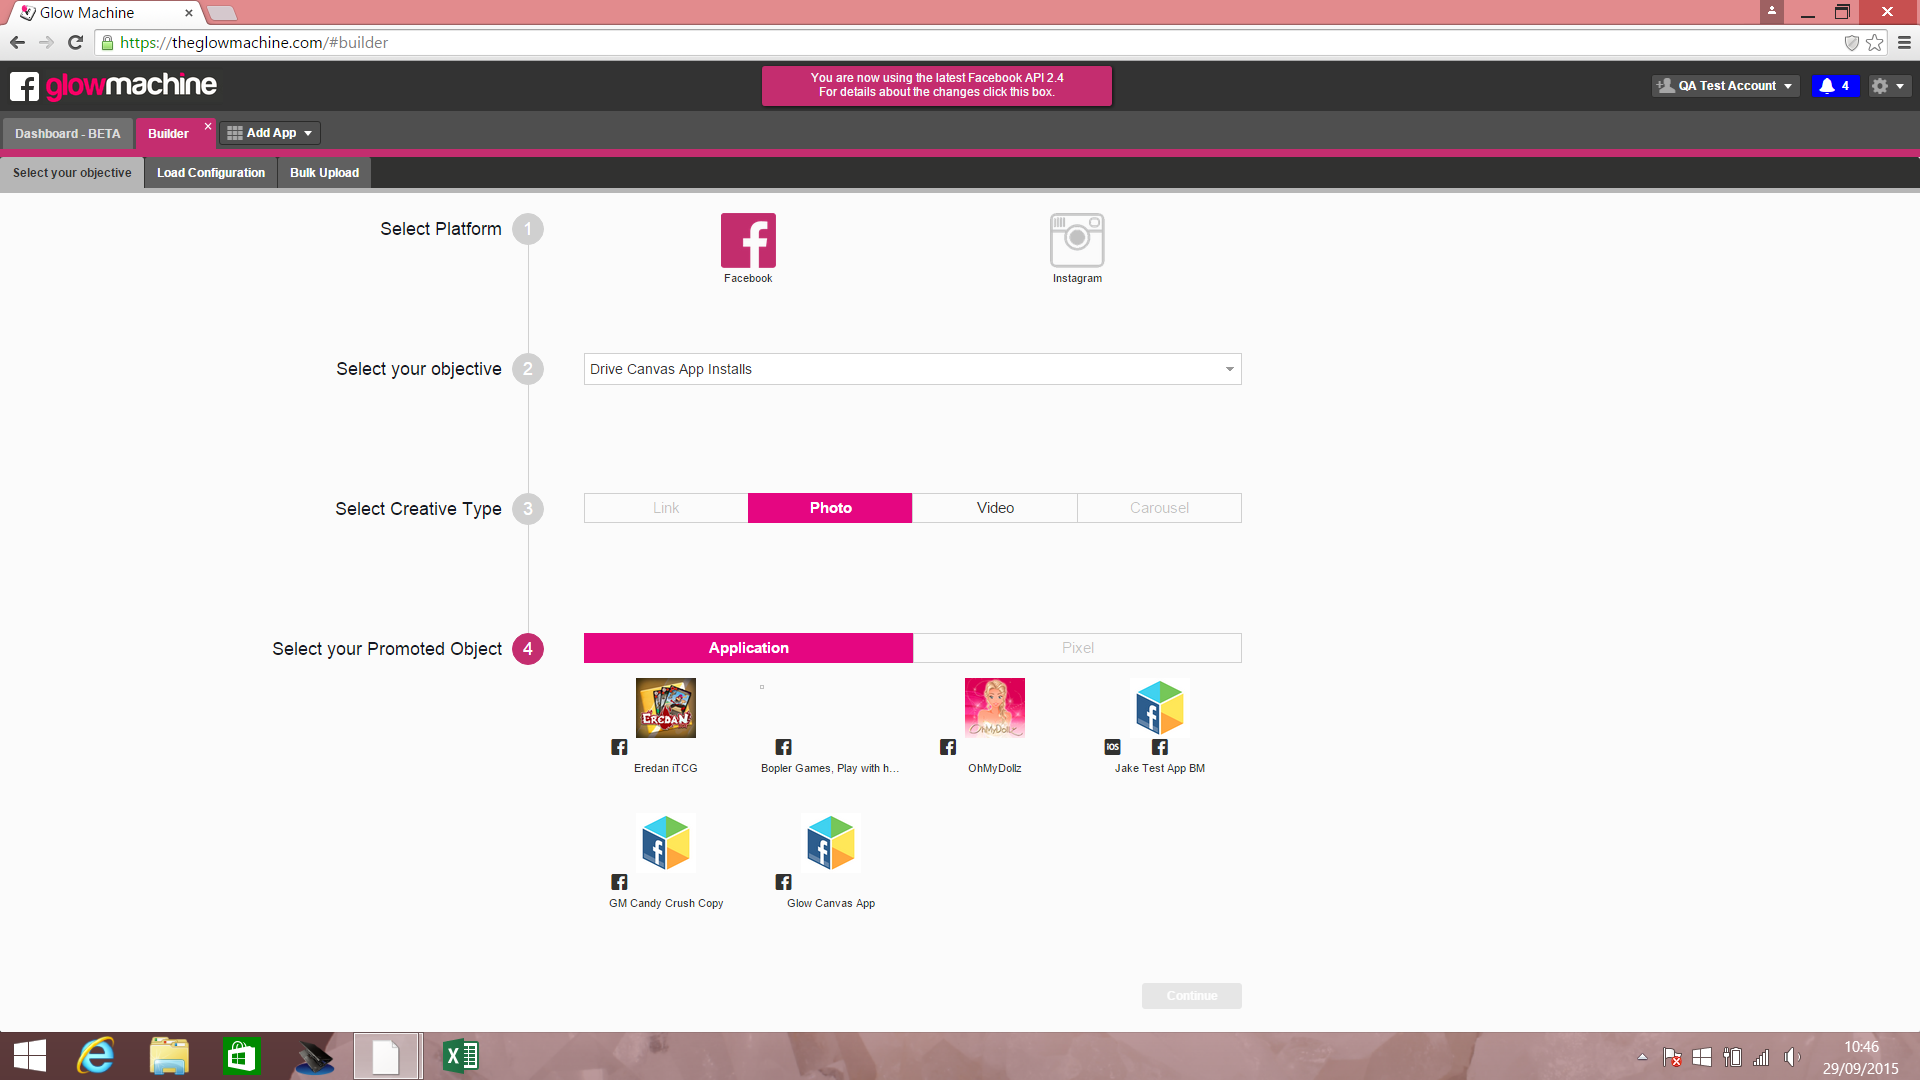 Glow Machine
https://theglowmachine.com/#builder
glowmachine
You are now using the latest Facebook API 2.4
For details about the changes click this box.
QA Test Account
4
Dashboard - BETA
Builder
Add App
Select your objective
Load Configuration
Bulk Upload
Select Platform
1
Facebook
Instagram
Select your objective
2
Drive Canvas App Installs
Select Creative Type
3
Link
Photo
Video
Carousel
Select your Promoted Object
4
Application
Pixel
EREDAN
OhMyDollz
iOS
Eredan iTCG
Bopler Games, Play with h...
OhMyDollz
Jake Test App BM
GM Candy Crush Copy
Glow Canvas App
Continue
10:46
29/09/2015